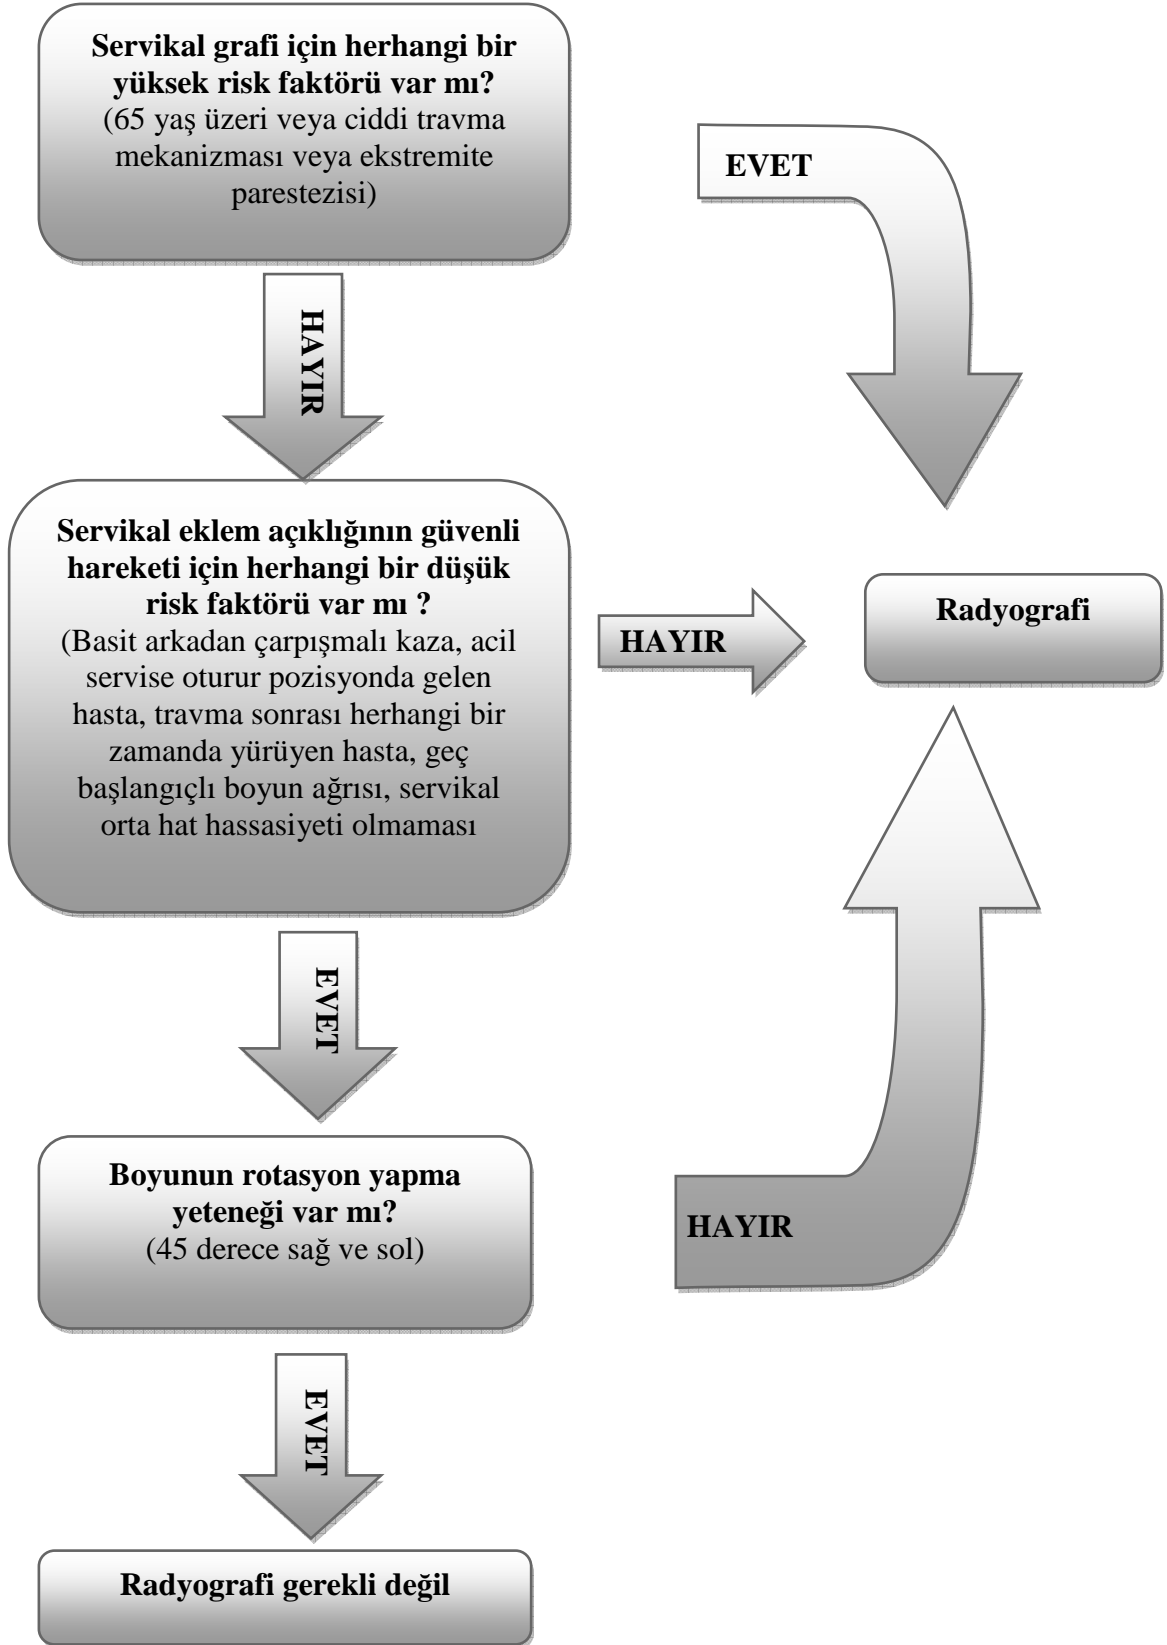 Servikal grafi için herhangi bir
yüksek risk faktörü var mı?
(65 yaş üzeri veya ciddi travma
mekanizması veya ekstremite
parestezisi)
EVET
HAYIR
Servikal eklem açıklığının güvenli
hareketi için herhangi bir düşük
risk faktörü var mı ?
(Basit arkadan çarpışmalı kaza, acil
servise oturur pozisyonda gelen
hasta, travma sonrası herhangi bir
zamanda yürüyen hasta, geç
başlangıçlı boyun ağrısı, servikal
orta hat hassasiyeti olmaması
HAYIR
Radyografi
EVET
Boyunun rotasyon yapma
yeteneği var mı?
(45 derece sağ ve sol)
HAYIR
EVET
Radyografi gerekli değil